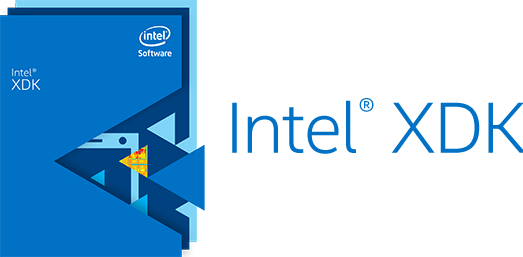 intel
Software
Intel®
XDK
Intel® XDK